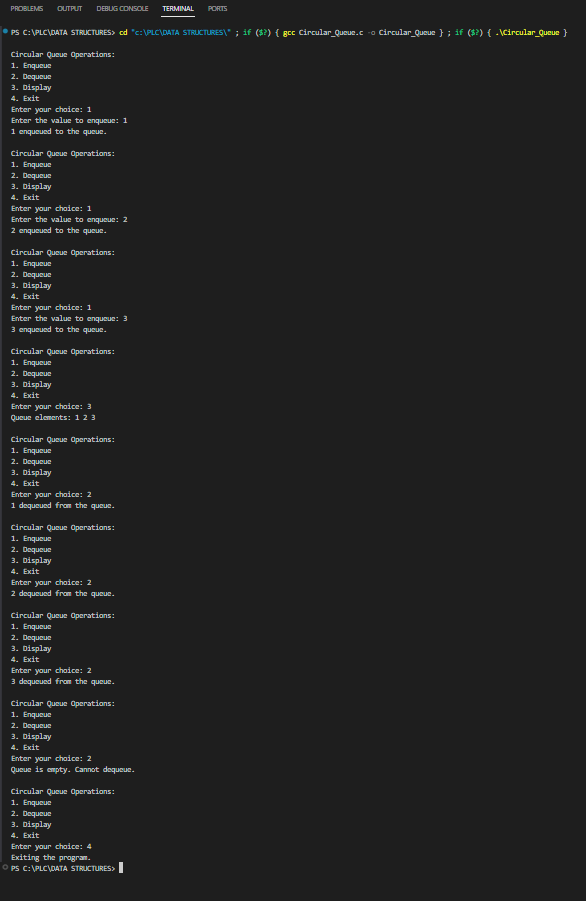 PROBLEMS OUTPUT DEBUG CONSOLE TERMINAL PORTS
PS C:\PLC\DATA STRUCTURES> cd "c:\PLC\DATA STRUCTURES\" ; if ($?) { gcc Circular_Queue.c -o Circular_Queue } ; if ($?) { .\Circular_Queue }
Circular Queue Operations:
1. Enqueue
2. Dequeue
3. Display
4. Exit
Enter your choice: 1
Enter the value to enqueue: 1
1 enqueued to the queue.
Circular Queue Operations:
1. Enqueue
2. Dequeue
3. Display
4. Exit
Enter your choice: 1
Enter the value to enqueue: 2
2 enqueued to the queue.
Circular Queue Operations:
1. Enqueue
2. Dequeue
3. Display
4. Exit
Enter your choice: 1
Enter the value to enqueue: 3
3 enqueued to the queue.
Circular Queue Operations:
1. Enqueue
2. Dequeue
3. Display
4. Exit
Enter your choice: 3
Queue elements: 1 2 3
Circular Queue Operations:
1. Enqueue
2. Dequeue
3. Display
4. Exit
Enter your choice: 2
1 dequeued from the queue.
Circular Queue Operations:
1. Enqueue
2. Dequeue
3. Display
4. Exit
Enter your choice: 2
2 dequeued from the queue.
Circular Queue Operations:
1. Enqueue
2. Dequeue
3. Display
4. Exit
Enter your choice: 2
3 dequeued from the queue.
Circular Queue Operations:
1. Enqueue
2. Dequeue
3. Display
4. Exit
Enter your choice: 2
Queue is empty. Cannot dequeue.
Circular Queue Operations:
1. Enqueue
2. Dequeue
3. Display
4. Exit
Enter your choice: 4
Exiting the program.
PS C:\PLC\DATA STRUCTURES>